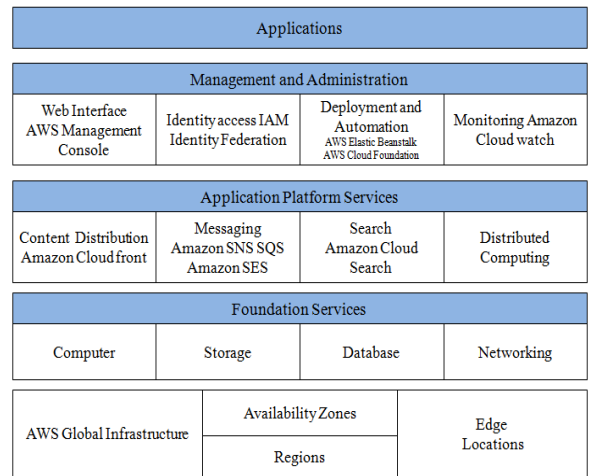 Applications
Management and Administration
Web Interface
AWS Management
Console
Identity access IAM
Identity Federation
Deployment and
Automation
AWS Elastic Beanstalk
AWS Cloud Foundation
Monitoring Amazon
Cloud watch
Application Platform Services
Content Distribution
Amazon Cloud front
Messaging
Amazon SNS SQS
Amazon SES
Search
Amazon Cloud
Search
Distributed
Computing
Foundation Services
Computer
Storage
Database
Networking
AWS Global Infrastructure
Availability Zones
Regions
Edge
Locations